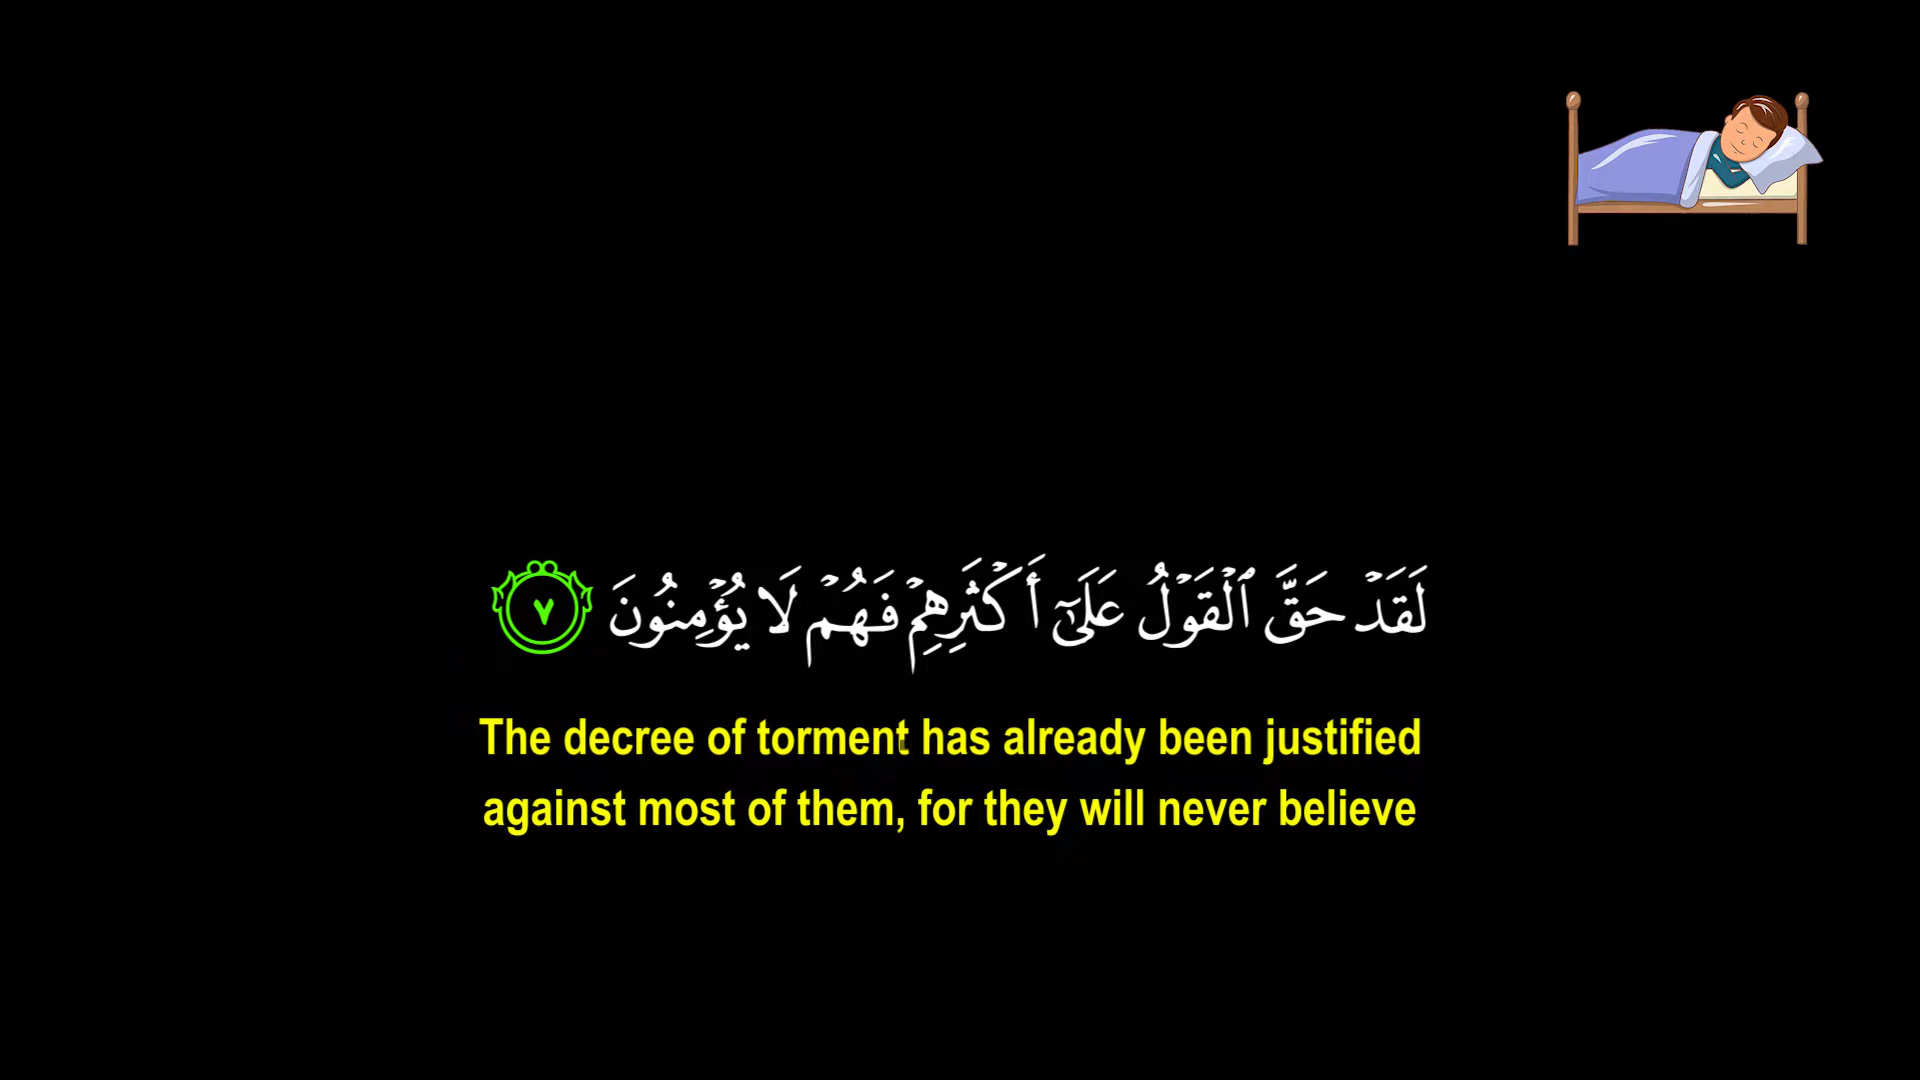 لَقَدۡ حَقَّ ٱلۡقَوۡلُ عَلَىٰٓ أَكۡثَرِهِمۡ فَهُمۡ لَا يُؤۡمِنُونَ ٧
The decree of torment has already been justified
against most of them, for they will never believe